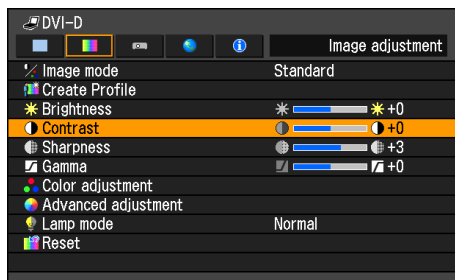 DVI-D
Image adjustment
Image mode Standard
Create Profile
Brightness +0
Contrast +0
Sharpness +3
Gamma +0
Color adjustment
Advanced adjustment
Lamp mode Normal
Reset